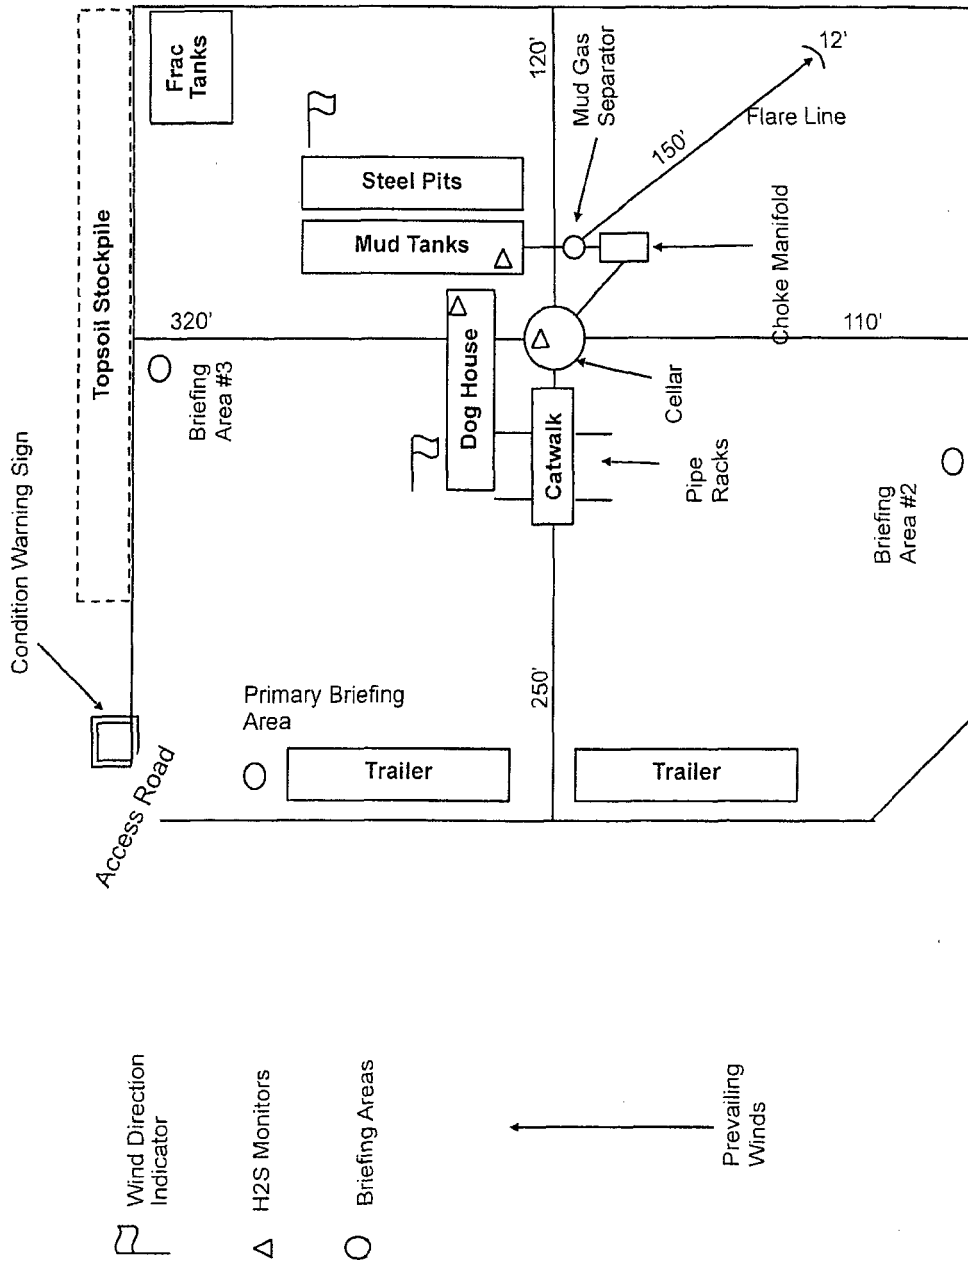 Condition Warning Sign
Topsoil Stockpile
Frac
Tanks
Access Road
320'
Briefing
Area #3
Steel Pits
Mud Tanks
Dog House
120'
Mud Gas
Separator
12'
150'
Flare Line
Primary Briefing
Area
Trailer
Trailer
250'
Catwalk
Cellar
Pipe
Racks
Choke Manifold
110'
Briefing
Area #2
Wind Direction
Indicator
H2S Monitors
Briefing Areas
Prevailing
Winds